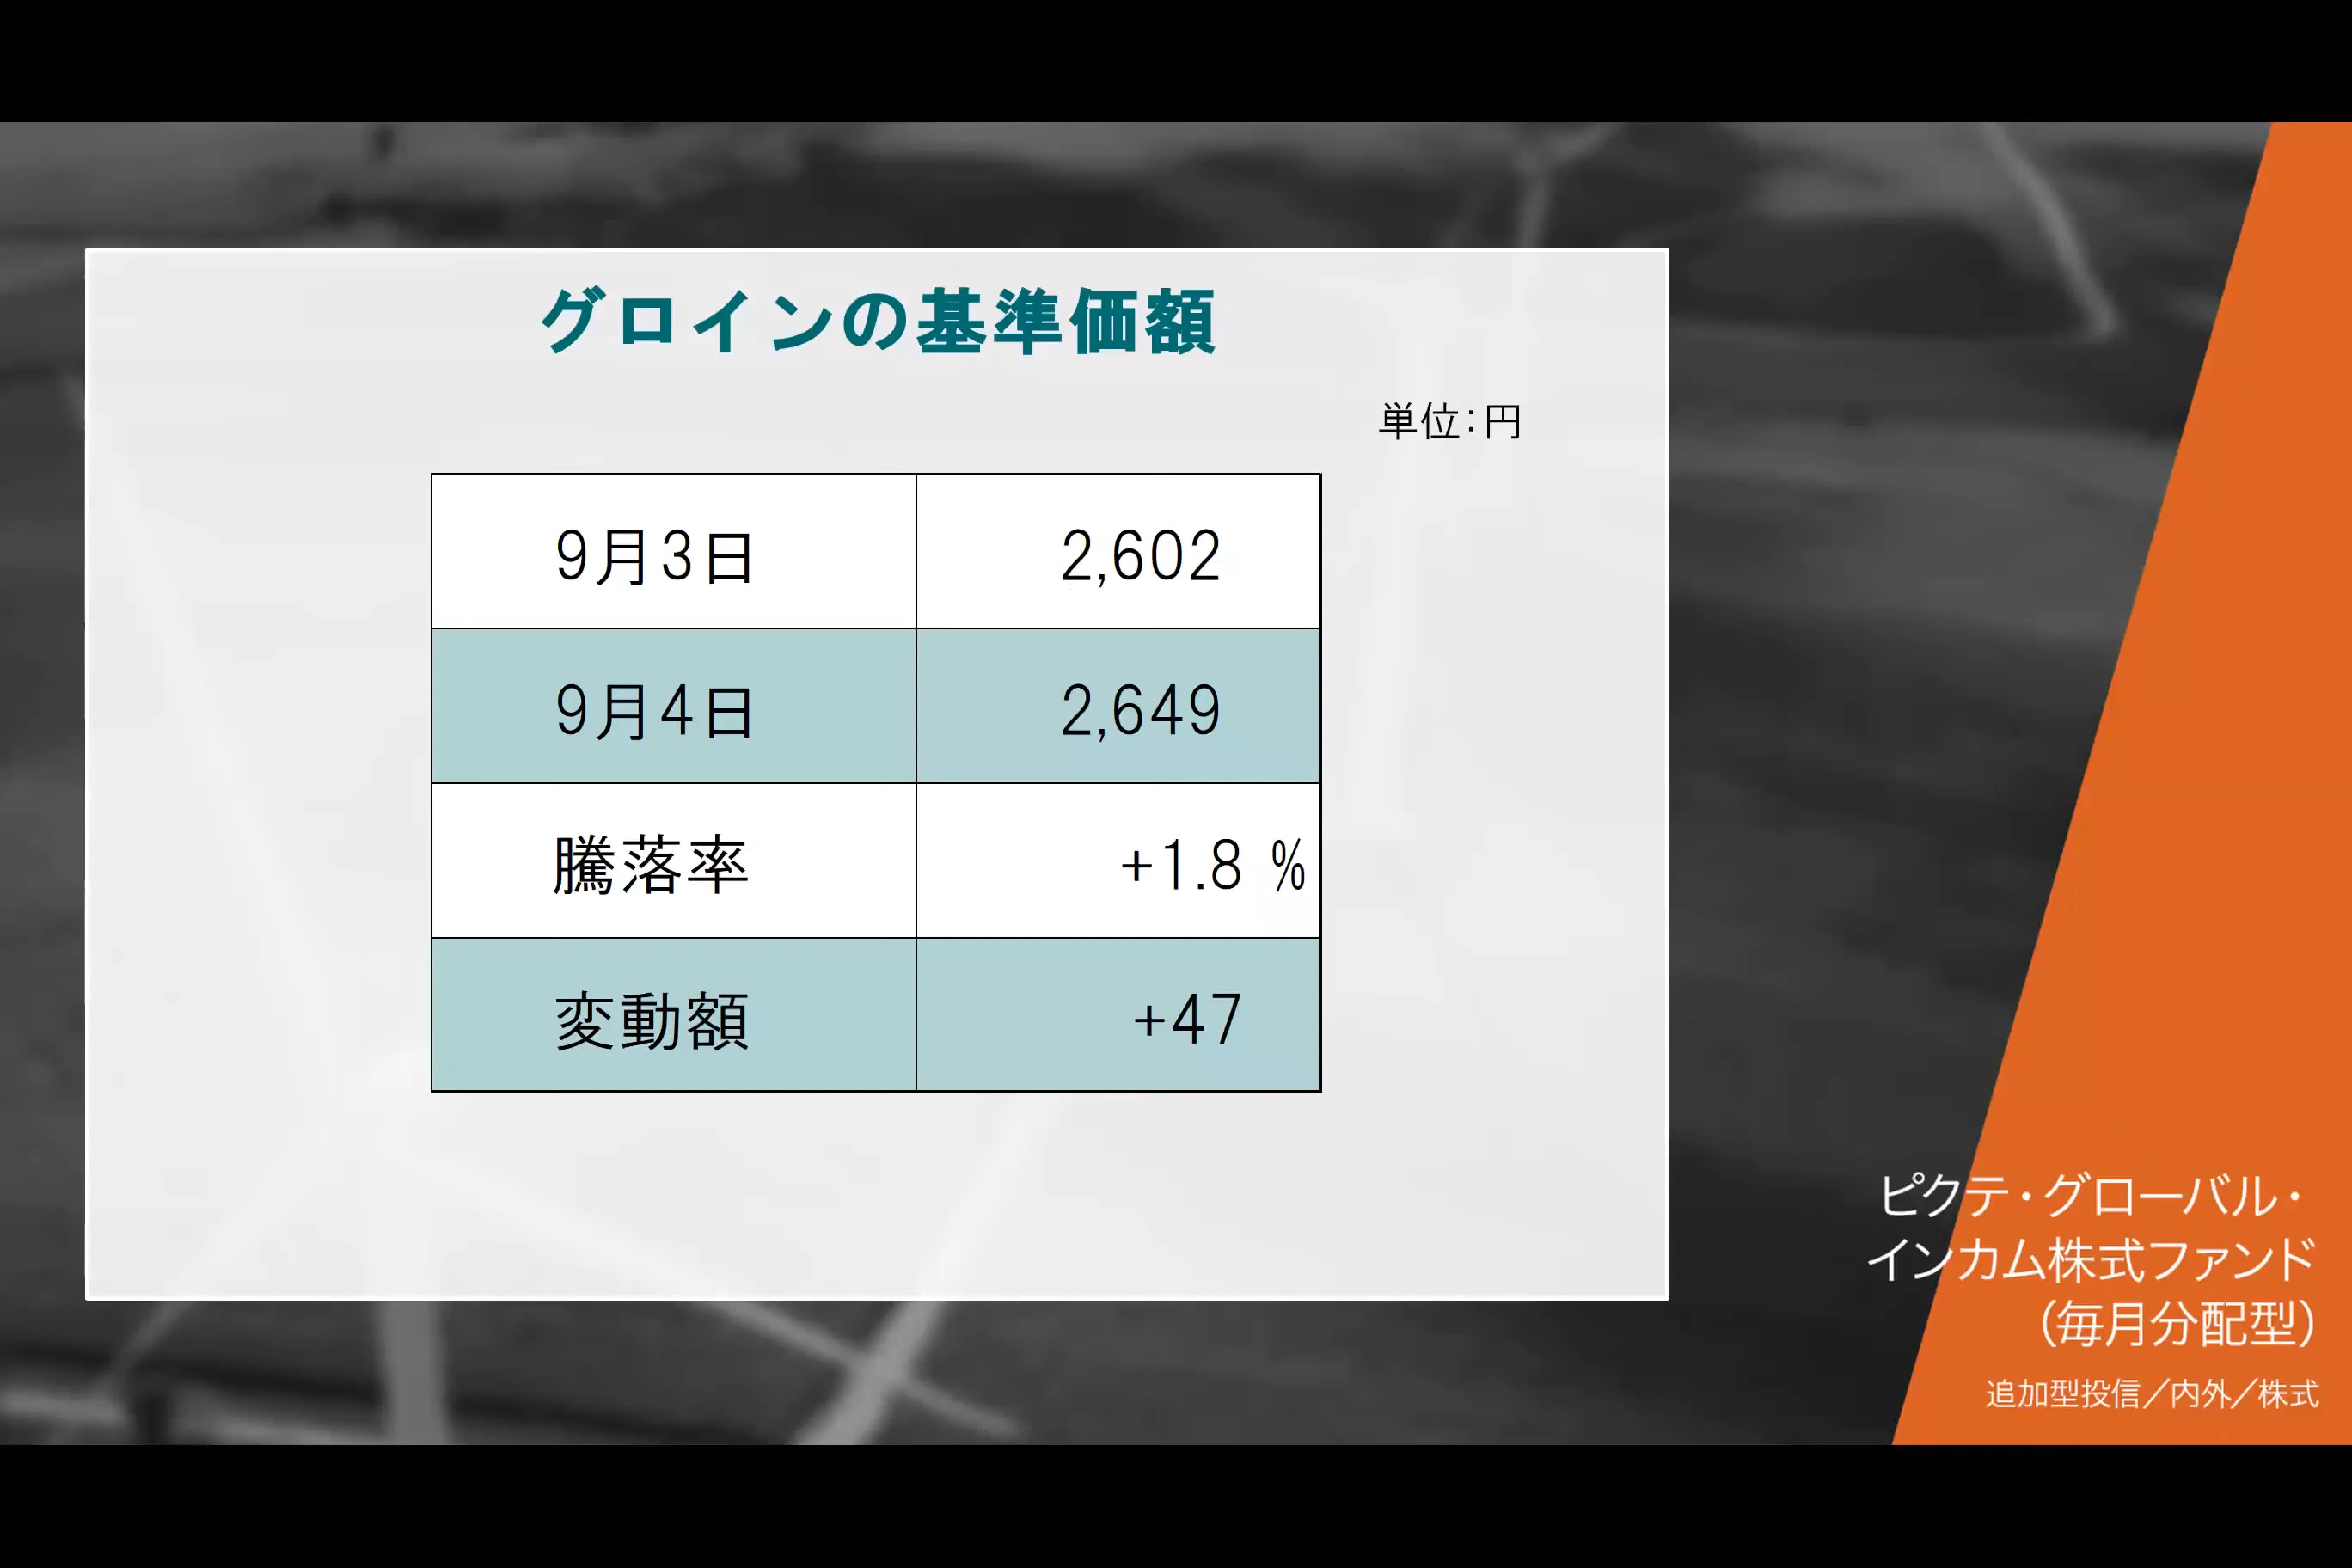 グロインの基準価額
単位：円
9月3日 2,602
9月4日 2,649
騰落率 +1.8 %
変動額 +47
ピクテ・グローバル・
インカム株式ファンド
（毎月分配型）
追加型投信／内外／株式